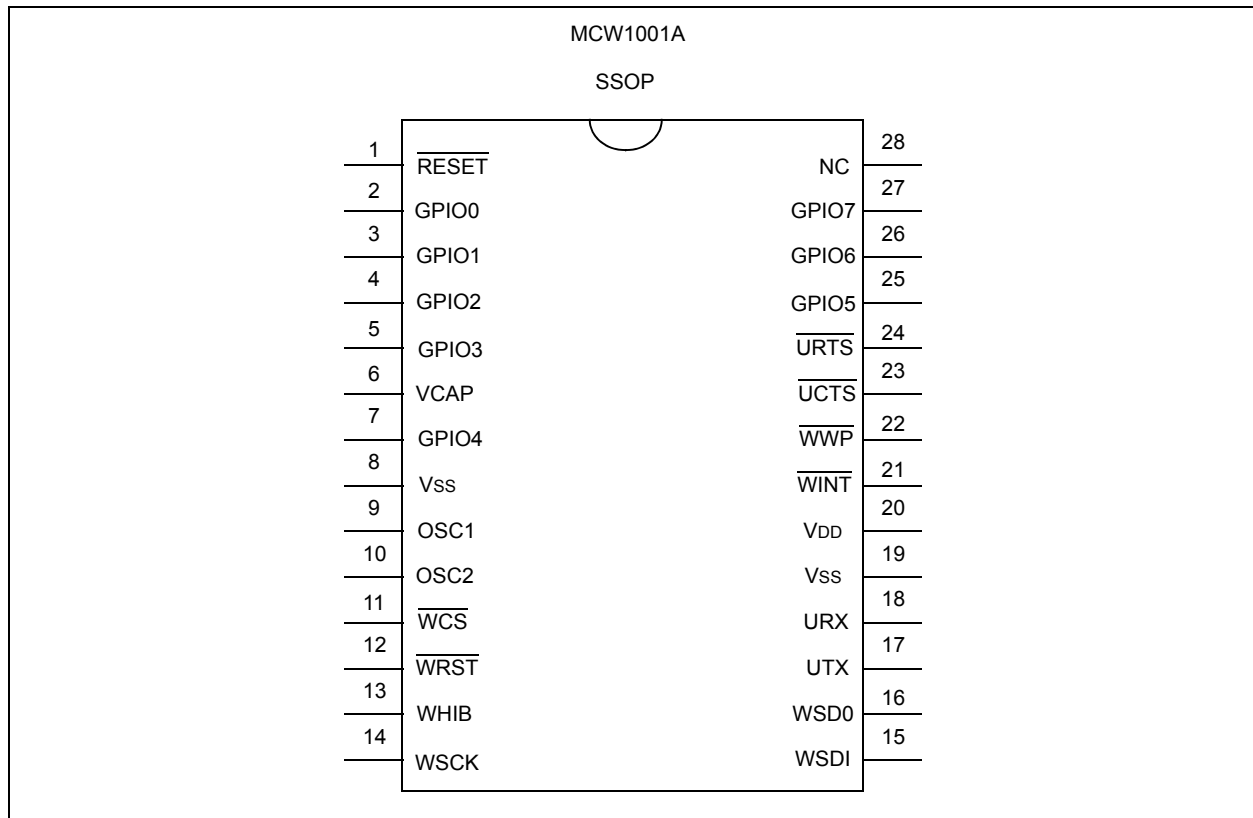 MCW1001A
SSOP
1 RESET
2 GPIO0
3 GPIO1
4 GPIO2
5 GPIO3
6 VCAP
7 GPIO4
8 VSS
9 OSC1
10 OSC2
11 WCS
12 WRST
13 WHIB
14 WSCK
NC 28
GPIO7 27
GPIO6 26
GPIO5 25
URTS 24
UCTS 23
WWP 22
WINT 21
VDD 20
VSS 19
URX 18
UTX 17
WSD0 16
WSDI 15